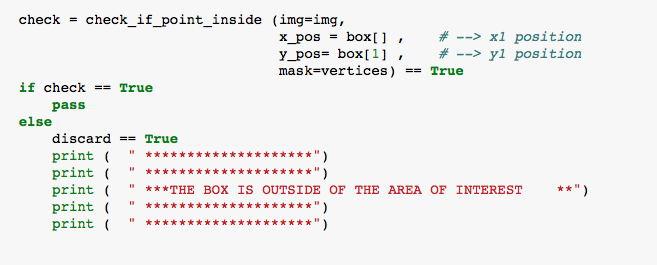 check = check_if_point_inside (img=img,
                               x_pos = box[] ,    # --> x1 position
                               y_pos= box[1] ,    # --> y1 position
                               mask=vertices) == True
if check == True
    pass
else
    discard == True
    print (  " ********************")
    print (  " ********************")
    print (  " ***THE BOX IS OUTSIDE OF THE AREA OF INTEREST    **")
    print (  " ********************")
    print (  " ********************")